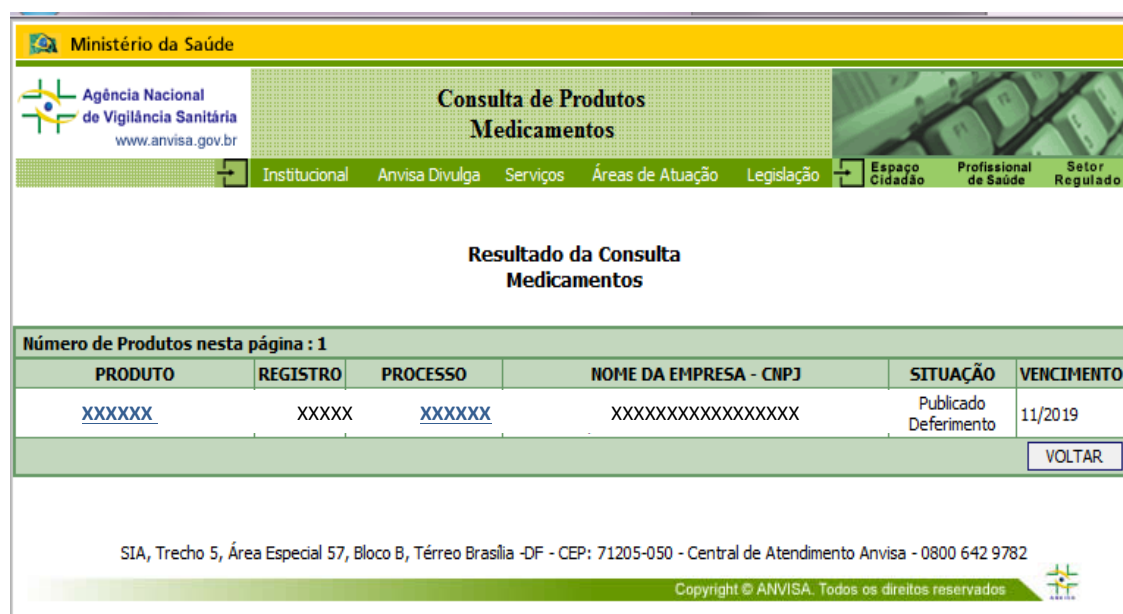 Ministério da Saúde
Agência Nacional
de Vigilância Sanitária
www.anvisa.gov.br
Consulta de Produtos
Medicamentos
Institucional Anvisa Divulga Serviços Áreas de Atuação Legislação
Espaço Cidadão
Profissional de Saúde
Setor Regulado
Resultado da Consulta
Medicamentos
Número de Produtos nesta página : 1
PRODUTO REGISTRO PROCESSO NOME DA EMPRESA - CNPJ SITUAÇÃO VENCIMENTO
XXXXXX XXXXX XXXXXX XXXXXXXXXXXXXXXXX Publicado Deferimento 11/2019
VOLTAR
SIA, Trecho 5, Área Especial 57, Bloco B, Térreo Brasília -DF - CEP: 71205-050 - Central de Atendimento Anvisa - 0800 642 9782
Copyright © ANVISA. Todos os direitos reservados